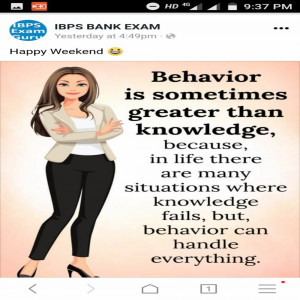 HD 4G 9:37 PM
IBPS
Exam
Guru
IBPS BANK EXAM
Yesterday at 4:49pm ·
Happy Weekend 😂
Behavior
is sometimes
greater than
knowledge,
because,
in life there
are many
situations where
knowledge
fails, but,
behavior can
handle
everything.
1